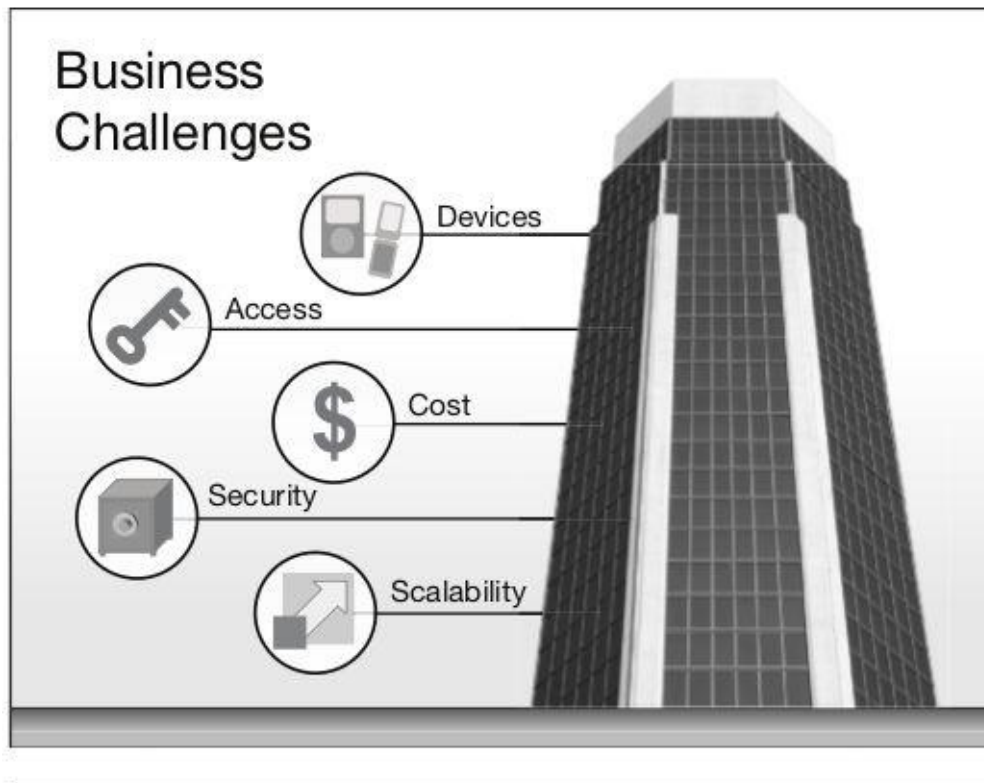 Business
Challenges
Devices
Access
$
Cost
Security
Scalability